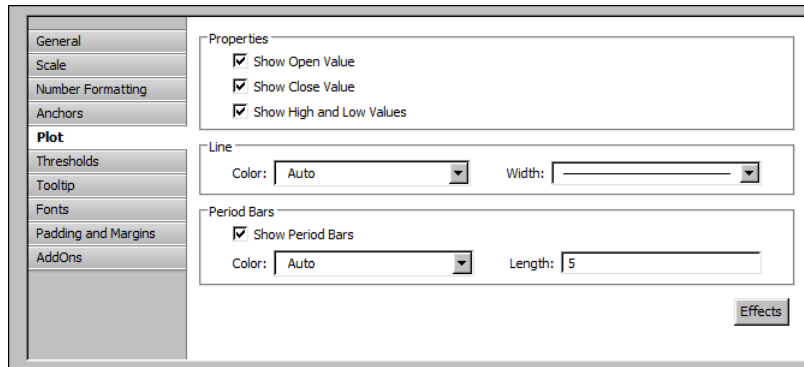 General
Scale
Number Formatting
Anchors
Plot
Thresholds
Tooltip
Fonts
Padding and Margins
AddOns
Properties
Show Open Value
Show Close Value
Show High and Low Values
Line
Color: Auto Width:
Period Bars
Show Period Bars
Color: Auto Length: 5
Effects